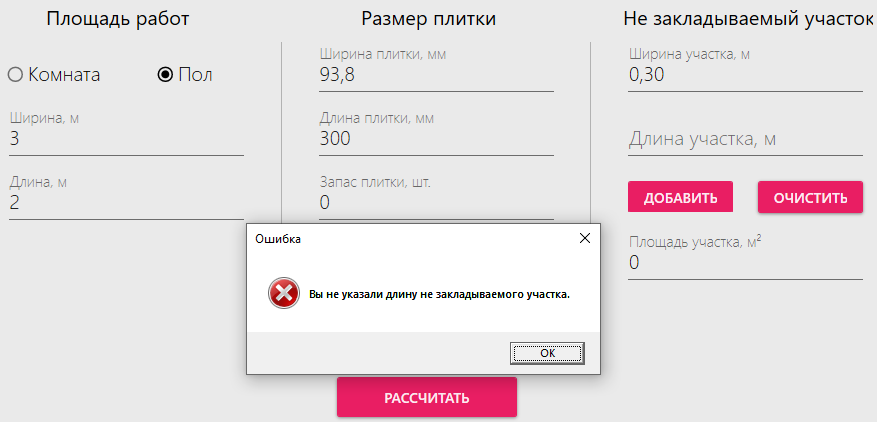 Площадь работ
Комната
Пол
Ширина, м
3
Длина, м
2
Размер плитки
Ширина плитки, мм
93,8
Длина плитки, мм
300
Запас плитки, шт.
0
Не закладываемый участок
Ширина участка, м
0,30
Длина участка, м
ДОБАВИТЬ
ОЧИСТИТЬ
Площадь участка, м²
0
Ошибка
Вы не указали длину не закладываемого участка.
ОК
РАССЧИТАТЬ